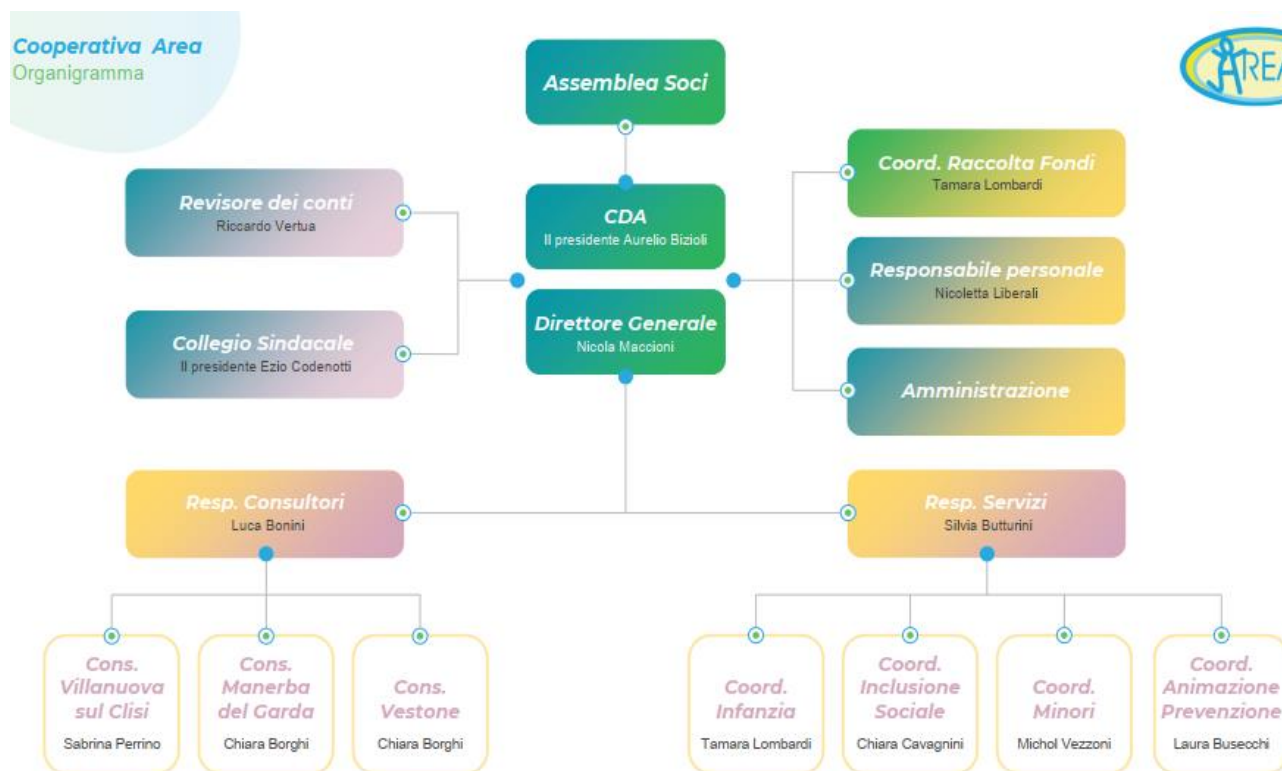 Cooperativa Area
Organigramma
Assemblea Soci
AREA
Revisore dei conti
Riccardo Vertua
CDA
Il presidente Aurelio Bizioli
Coord. Raccolta Fondi
Tamara Lombardi
Responsabile personale
Nicoletta Liberali
Collegio Sindacale
Il presidente Ezio Codenotti
Direttore Generale
Nicola Maccioni
Amministrazione
Resp. Consultori
Luca Bonini
Resp. Servizi
Silvia Butturini
Cons.
Villanuova
sul Clisi
Sabrina Perrino
Cons.
Manerba
del Garda
Chiara Borghi
Cons.
Vestone
Chiara Borghi
Coord.
Infanzia
Tamara Lombardi
Coord.
Inclusione
Sociale
Chiara Cavagnini
Coord.
Minori
Michol Vezzoni
Coord.
Animazione
Prevenzione
Laura Busecchi